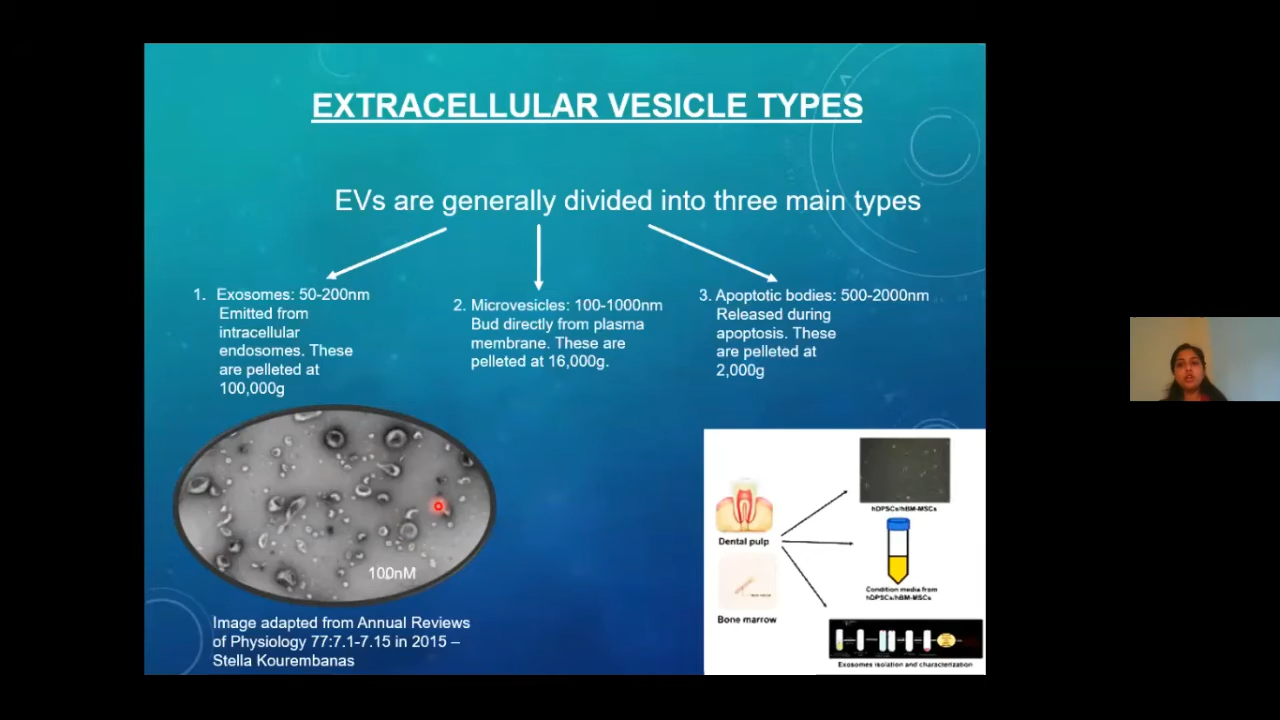 EXTRACELLULAR VESICLE TYPES
EVs are generally divided into three main types
1. Exosomes: 50-200nm
Emitted from
intracellular
endosomes. These
are pelleted at
100,000g
2. Microvesicles: 100-1000nm
Bud directly from plasma
membrane. These are
pelleted at 16,000g.
3. Apoptotic bodies: 500-2000nm
Released during
apoptosis. These
are pelleted at
2,000g
100nM
Image adapted from Annual Reviews
of Physiology 77:7.1-7.15 in 2015 –
Stella Kourembanas
Dental pulp
Bone marrow
hDPSCs/hBM-MSCs
Condition media from
hDPSCs/hBM-MSCs
Exosomes isolation and characterization